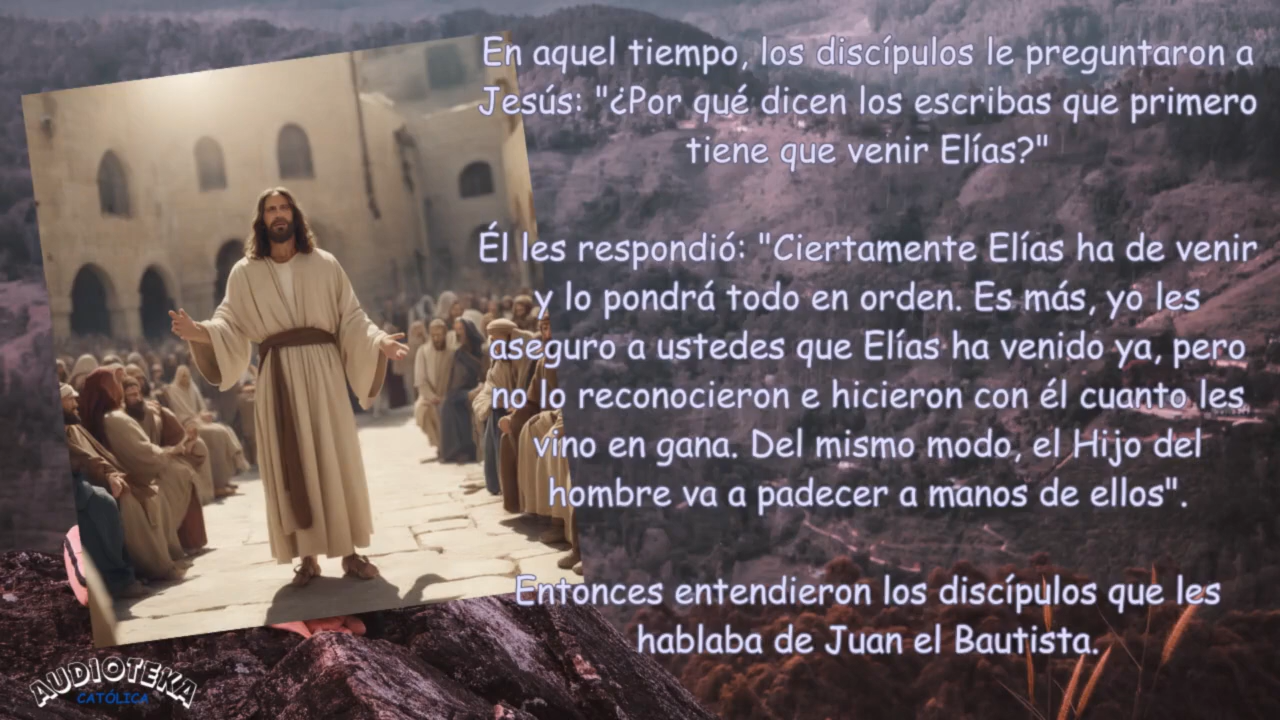 En aquel tiempo, los discípulos le preguntaron a
Jesús: "¿Por qué dicen los escribas que primero
tiene que venir Elías?"
Él les respondió: "Ciertamente Elías ha de venir
y lo pondrá todo en orden. Es más, yo les
aseguro a ustedes que Elías ha venido ya, pero
no lo reconocieron e hicieron con él cuanto les
vino en gana. Del mismo modo, el Hijo del
hombre va a padecer a manos de ellos".
Entonces entendieron los discípulos que les
hablaba de Juan el Bautista.
AUDIOTEKA
CATÓLICA